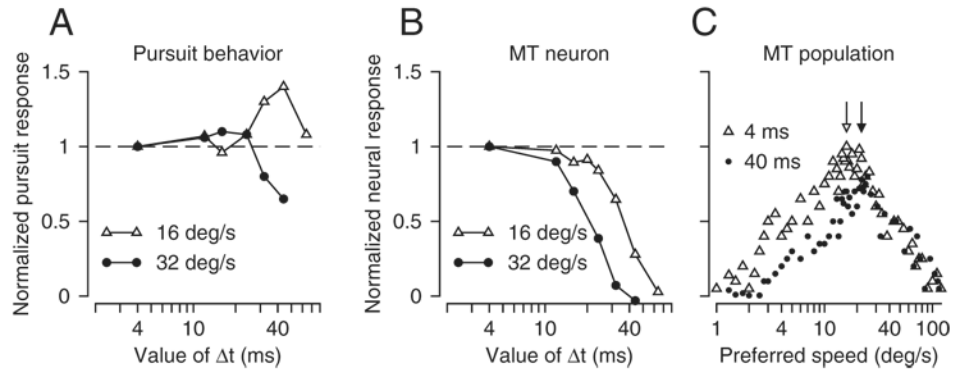 A
Pursuit behavior
Normalized pursuit response
1.5
1
0.5
0
16 deg/s
32 deg/s
4
10
40
Value of Δt (ms)
B
MT neuron
Normalized neural response
1.5
1
0.5
0
16 deg/s
32 deg/s
4
10
40
Value of Δt (ms)
C
MT population
4 ms
40 ms
1
4
10
40
100
Preferred speed (deg/s)